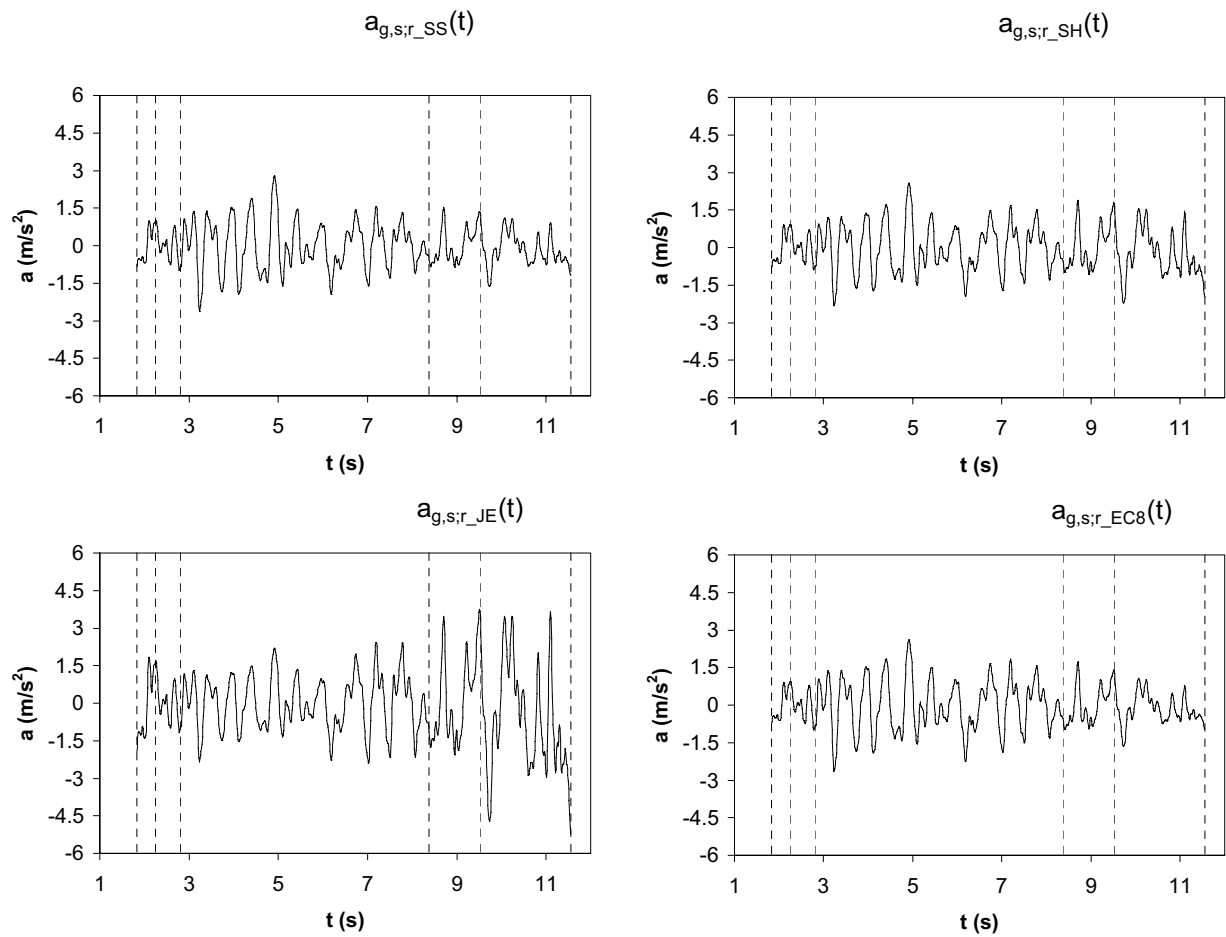 a_g,s;r_SS(t)
6
4.5
3
1.5
0
-1.5
-3
-4.5
-6
a (m/s²)
1 3 5 7 9 11
t (s)
a_g,s;r_SH(t)
6
4.5
3
1.5
0
-1.5
-3
-4.5
-6
a (m/s²)
1 3 5 7 9 11
t (s)
a_g,s;r_JE(t)
6
4.5
3
1.5
0
-1.5
-3
-4.5
-6
a (m/s²)
1 3 5 7 9 11
t (s)
a_g,s;r_EC8(t)
6
4.5
3
1.5
0
-1.5
-3
-4.5
-6
a (m/s²)
1 3 5 7 9 11
t (s)